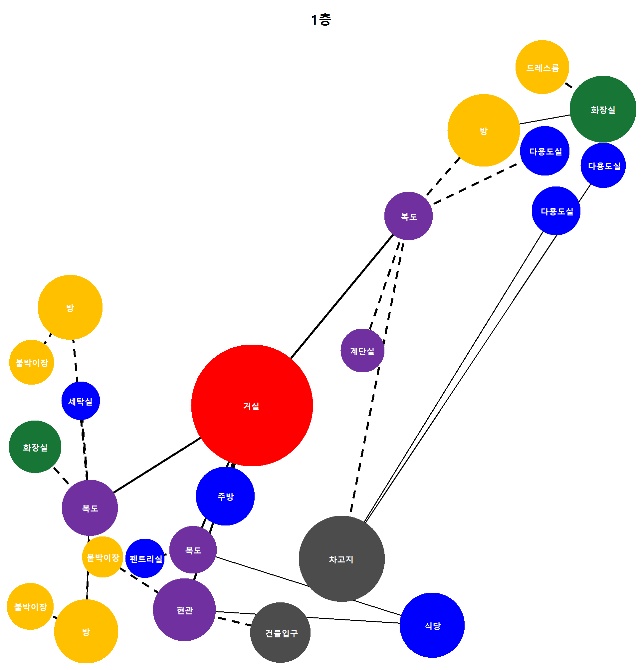 1층
드레스룸
화장실
방
다용도실
다용도실
다용도실
복도
방
계단실
붙박이장
세탁실
거실
화장실
주방
복도
복도
붙박이장
팬트리실
차고지
붙박이장
현관
식당
방
건물입구